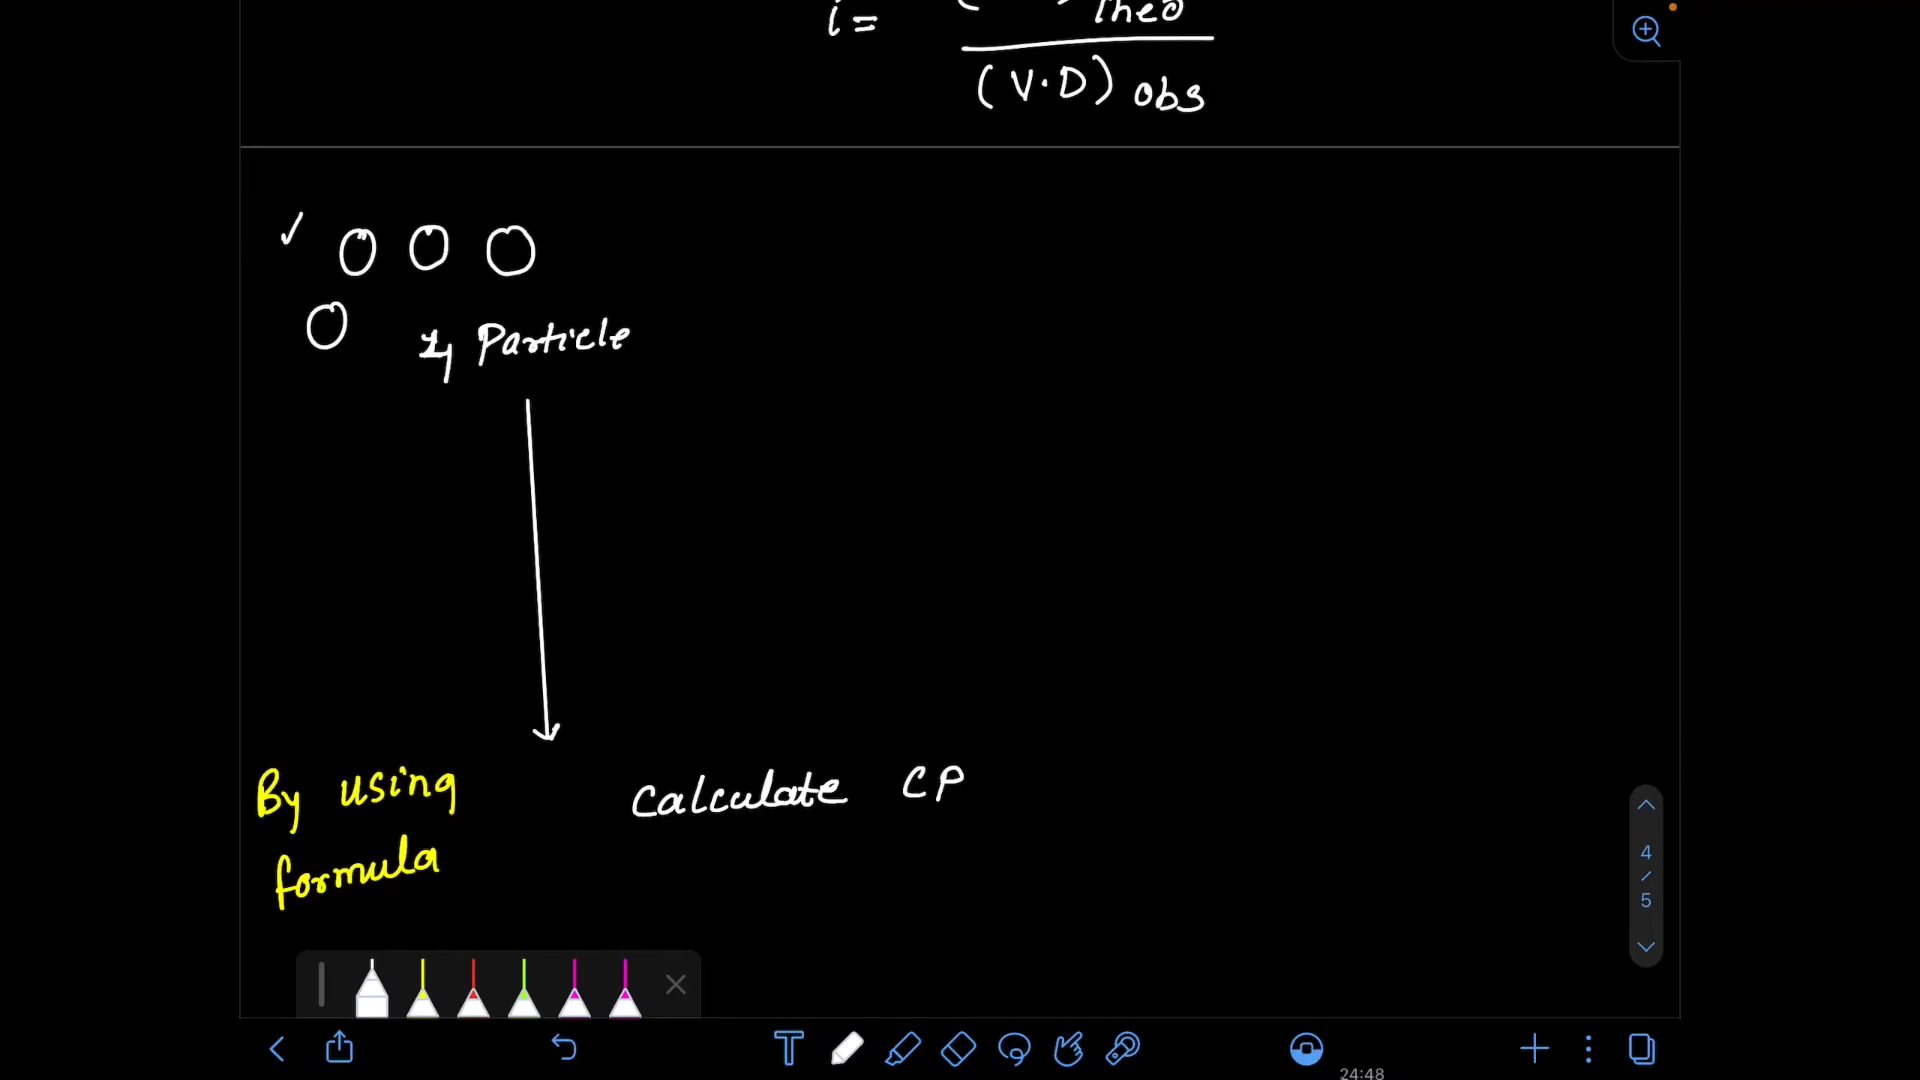 i =
Theo
(V·D) obs
4 Particle
By using
Calculate CP
formula
4
/
5
24:48